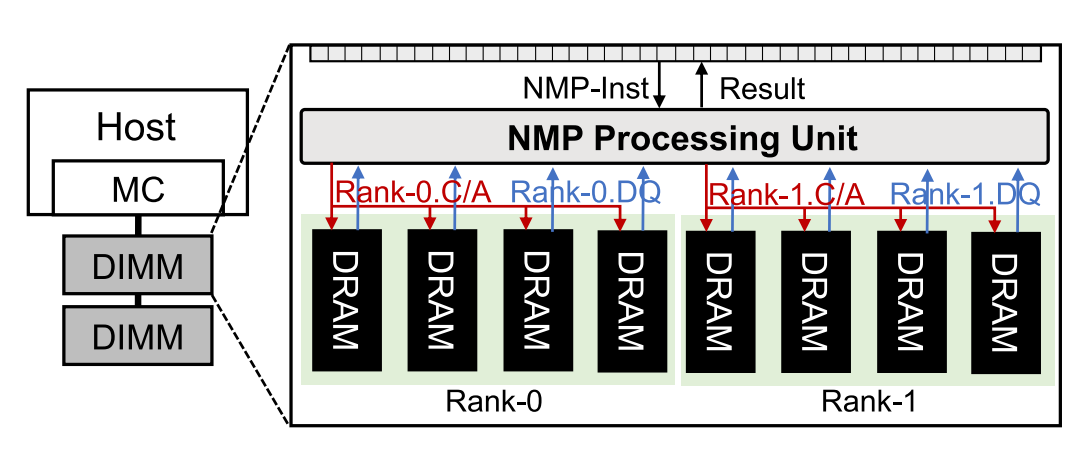 Host
MC
DIMM
DIMM
NMP-Inst
Result
NMP Processing Unit
Rank-0.C/A
Rank-0.DQ
Rank-1.C/A
Rank-1.DQ
DRAM
DRAM
DRAM
DRAM
DRAM
DRAM
DRAM
DRAM
Rank-0
Rank-1